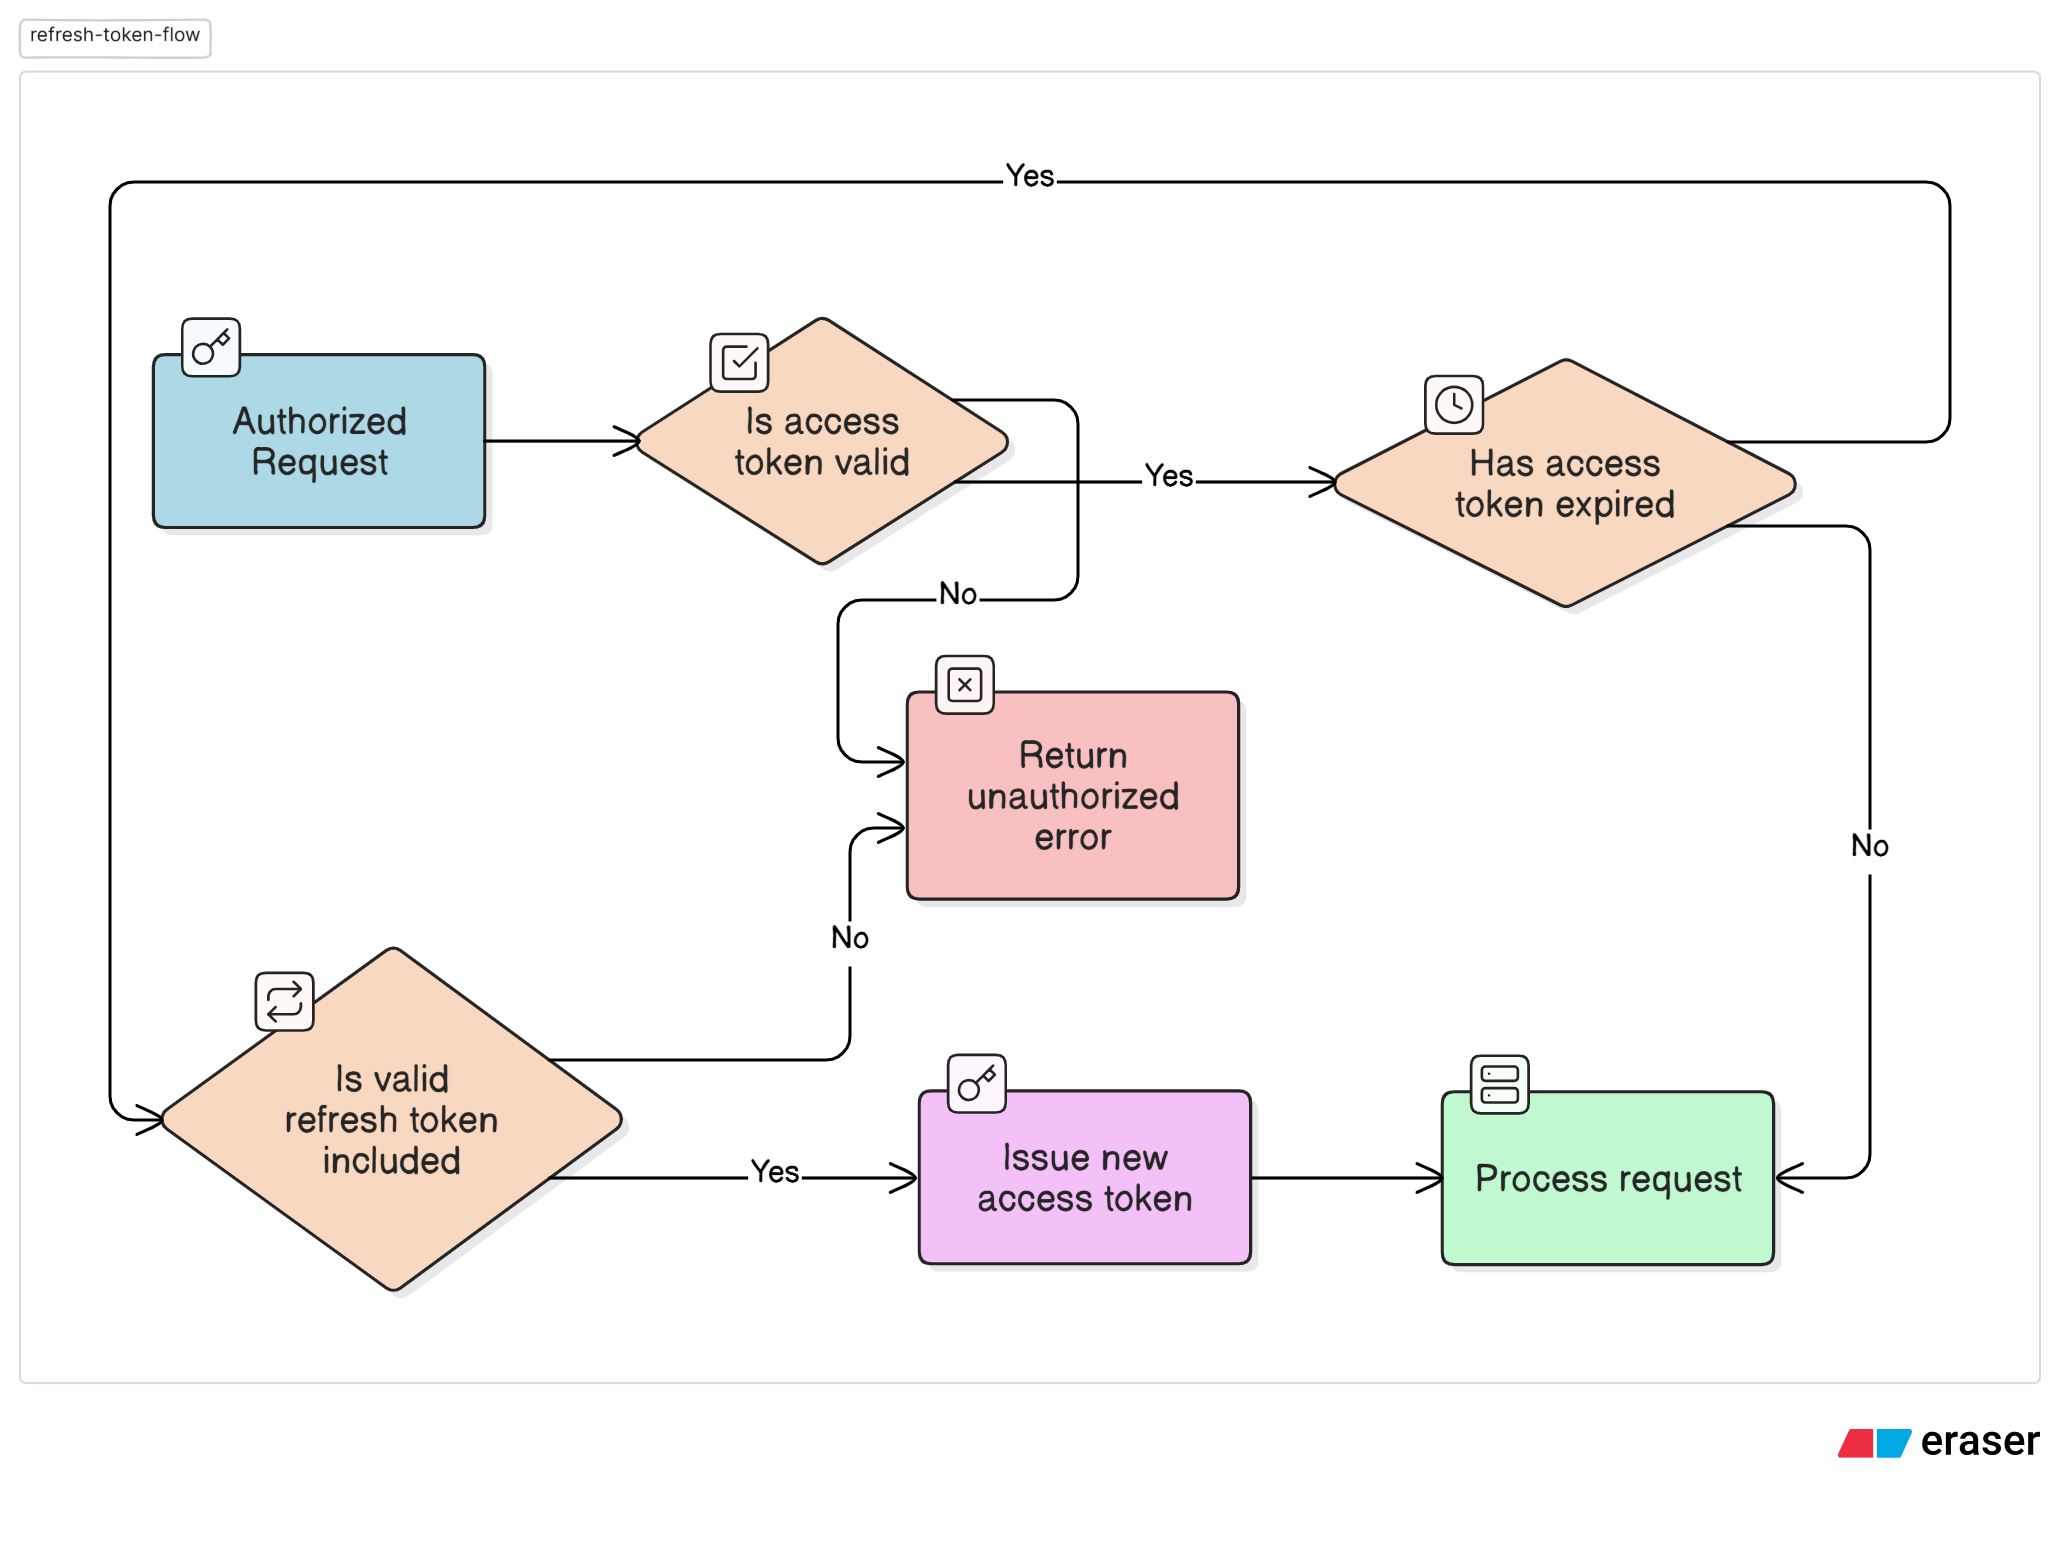 refresh-token-flow
Yes
Authorized
Request
Is access
token valid
Yes
Has access
token expired
No
Return
unauthorized
error
No
No
Is valid
refresh token
included
Yes
Issue new
access token
Process request
eraser